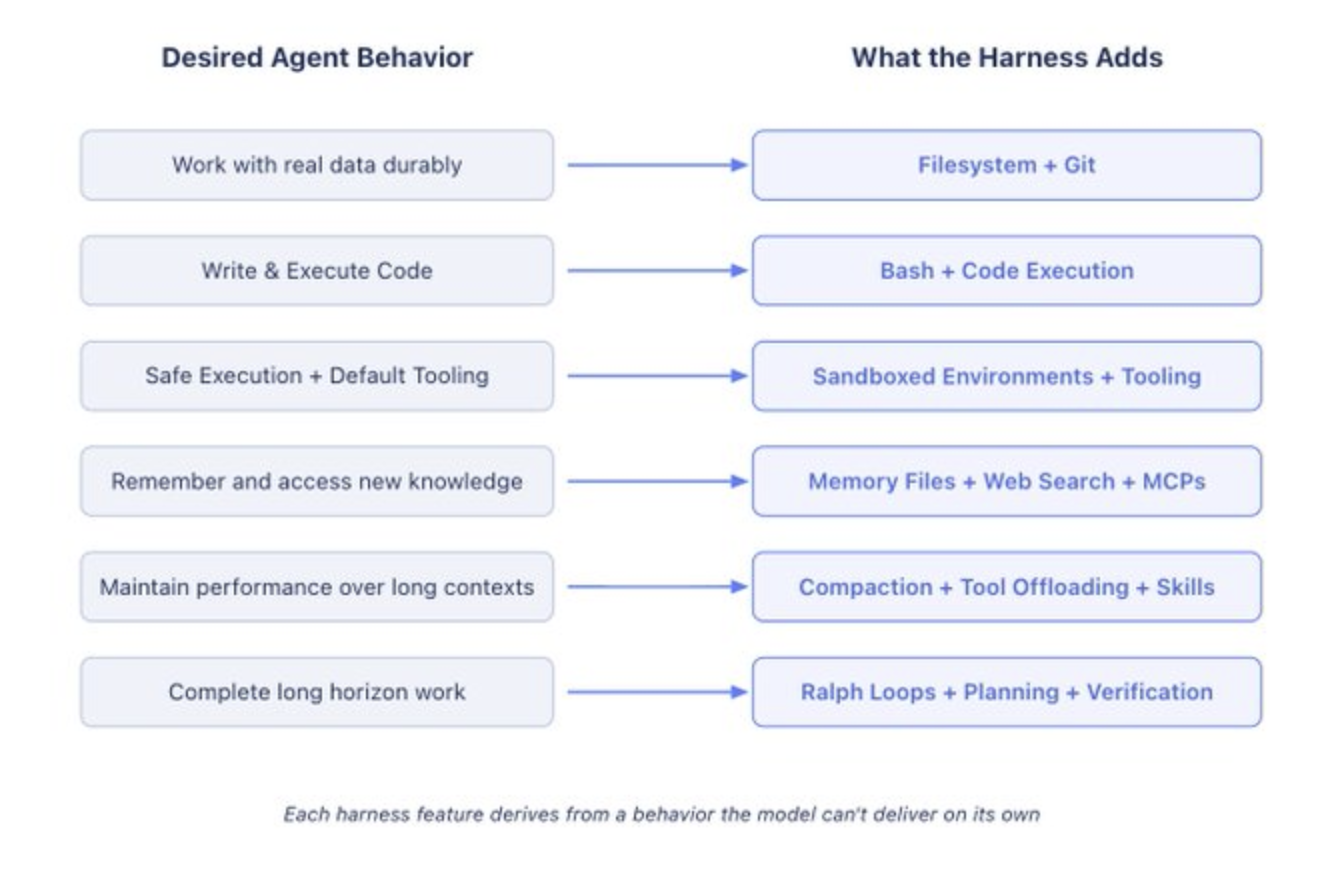 Desired Agent Behavior
What the Harness Adds
Work with real data durably
Filesystem + Git
Write & Execute Code
Bash + Code Execution
Safe Execution + Default Tooling
Sandboxed Environments + Tooling
Remember and access new knowledge
Memory Files + Web Search + MCPs
Maintain performance over long contexts
Compaction + Tool Offloading + Skills
Complete long horizon work
Ralph Loops + Planning + Verification
Each harness feature derives from a behavior the model can't deliver on its own